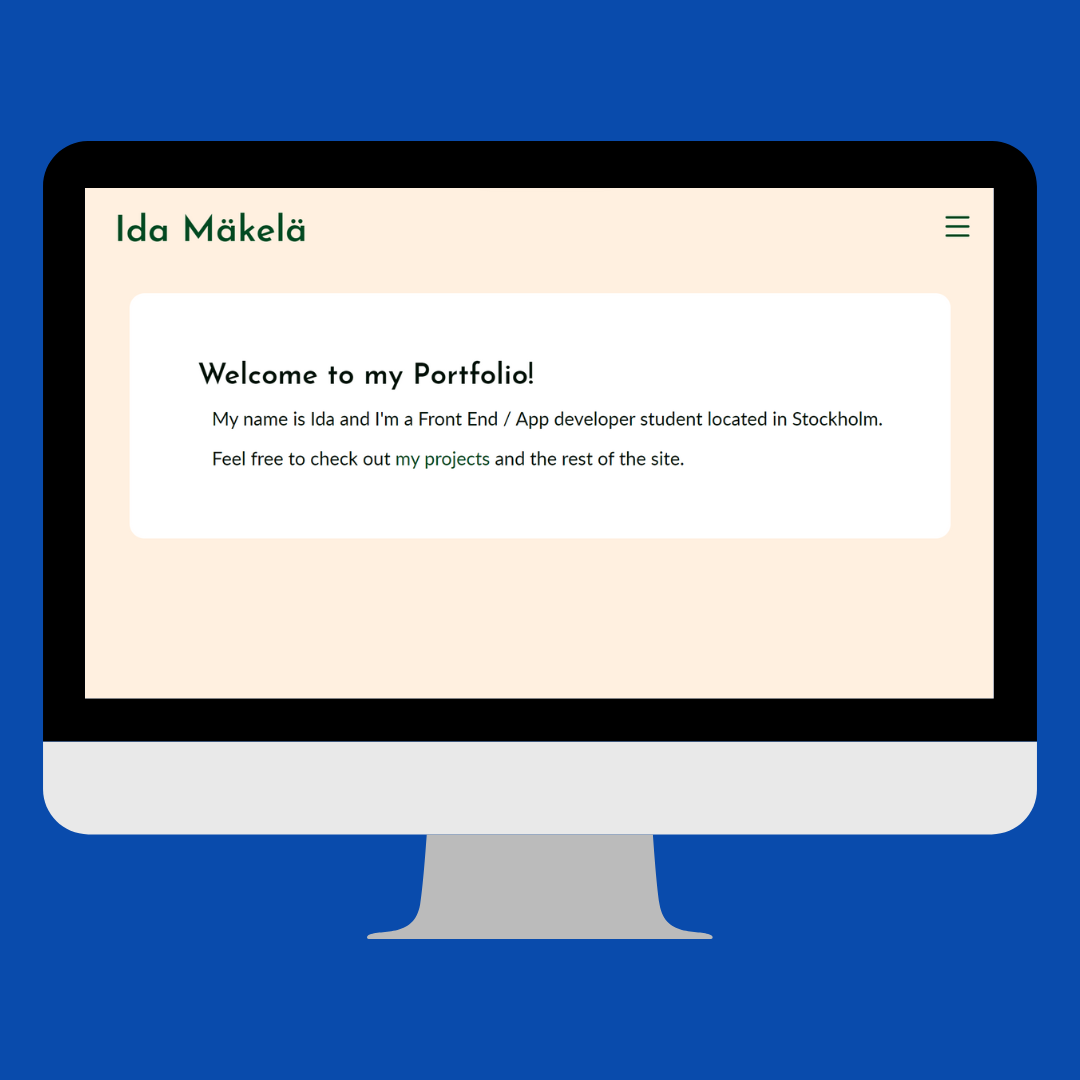 Ida Mäkelä
Welcome to my Portfolio!
My name is Ida and I'm a Front End / App developer student located in Stockholm.
Feel free to check out my projects and the rest of the site.